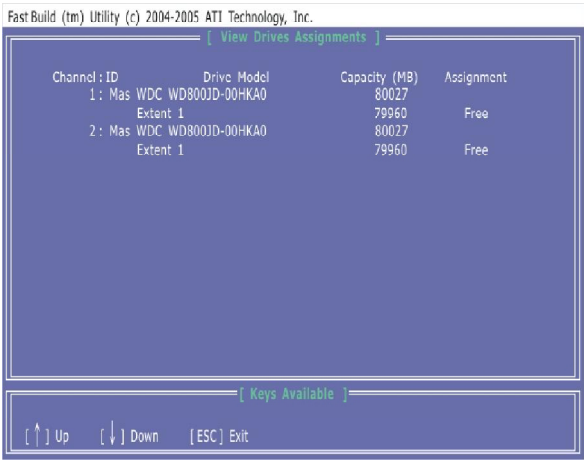 Fast Build (tm) Utility (c) 2004-2005 ATI Technology, Inc.
[ View Drives Assignments ]
Channel : ID Drive Model Capacity (MB) Assignment
1 : Mas WDC WD800JD-00HKA0 80027
Extent 1 79960 Free
2 : Mas WDC WD800JD-00HKA0 80027
Extent 1 79960 Free
[ Keys Available ]
[ ↑ ] Up [ ↓ ] Down [ ESC ] Exit